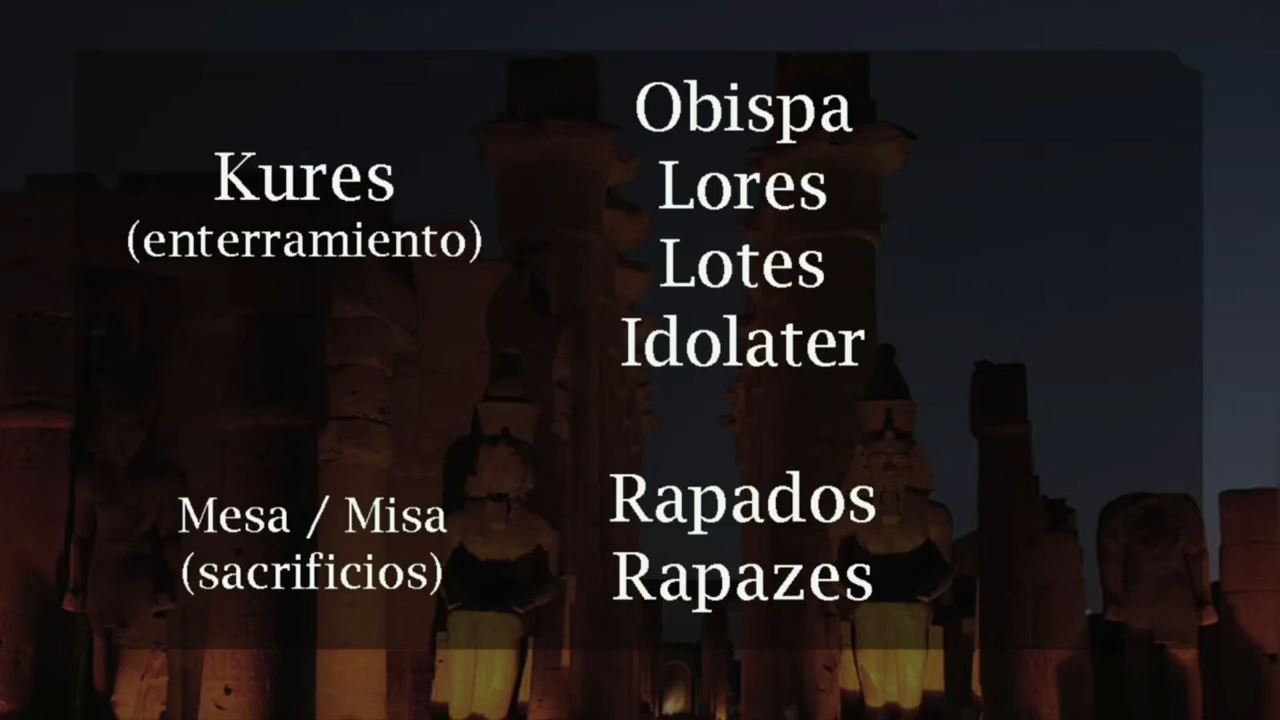 Kures
(enterramiento)
Mesa / Misa
(sacrificios)
Obispa
Lores
Lotes
Idolater
Rapados
Rapazes